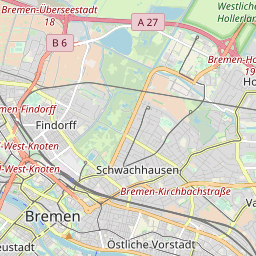 Bremen-Überseestadt
18
A 27
Westliche
Hollerlan
B 6
Bremen-Ho
19
Ho
Bremen-Findorff
Findorff
-West-Knoten
d-West-Knoten
Schwachhausen
Bremen-Kirchbachstraße
Va
Bremen
Östliche Vorstadt
eustadt